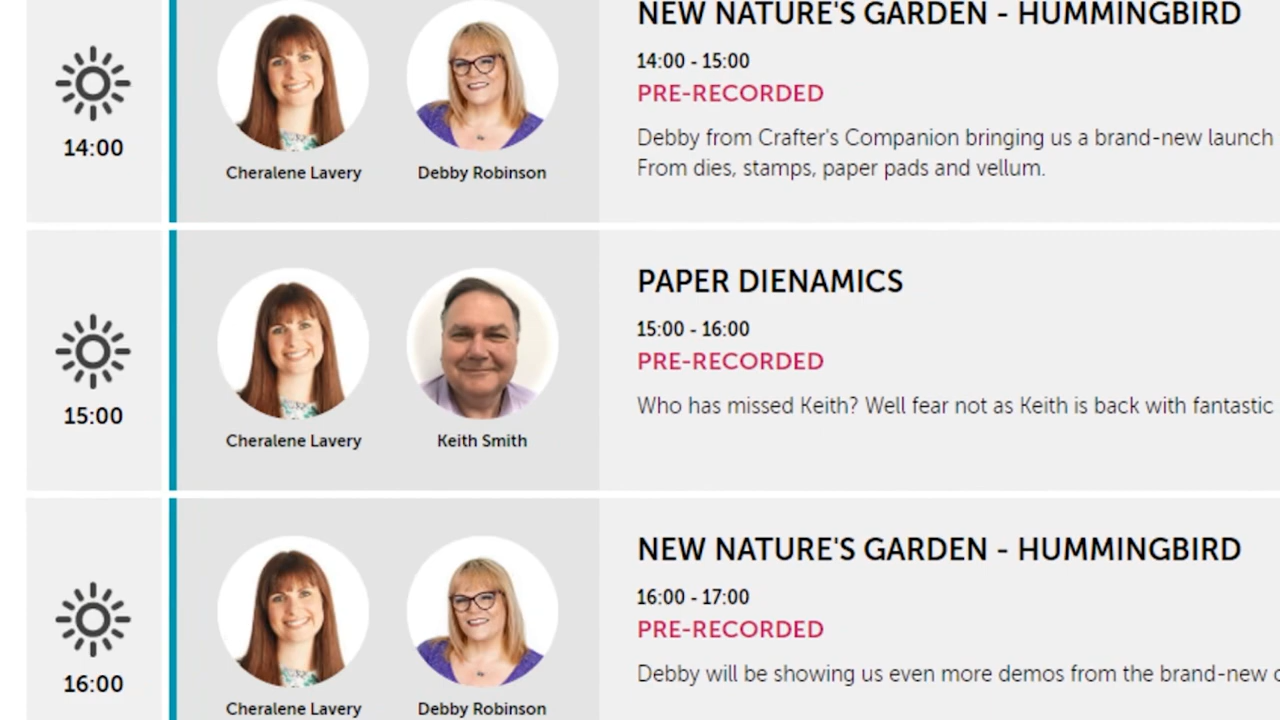 NEW NATURE'S GARDEN - HUMMINGBIRD
14:00 - 15:00
PRE-RECORDED
14:00
Debby from Crafter's Companion bringing us a brand-new launch
From dies, stamps, paper pads and vellum.
Cheralene Lavery
Debby Robinson
PAPER DIENAMICS
15:00 - 16:00
PRE-RECORDED
15:00
Who has missed Keith? Well fear not as Keith is back with fantastic
Cheralene Lavery
Keith Smith
NEW NATURE'S GARDEN - HUMMINGBIRD
16:00 - 17:00
PRE-RECORDED
16:00
Debby will be showing us even more demos from the brand-new
Cheralene Lavery
Debby Robinson